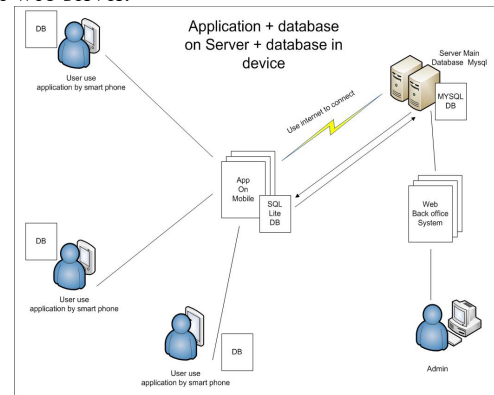 Application + database
on Server + database in
device
DB
User use
application by smart phone
Server Main
Database Mysql
MYSQL
DB
Use internet to connect
App
On
Mobile
SQL
Lite
DB
Web
Back office
System
DB
User use
application by smart phone
DB
User use
application by smart phone
Admin